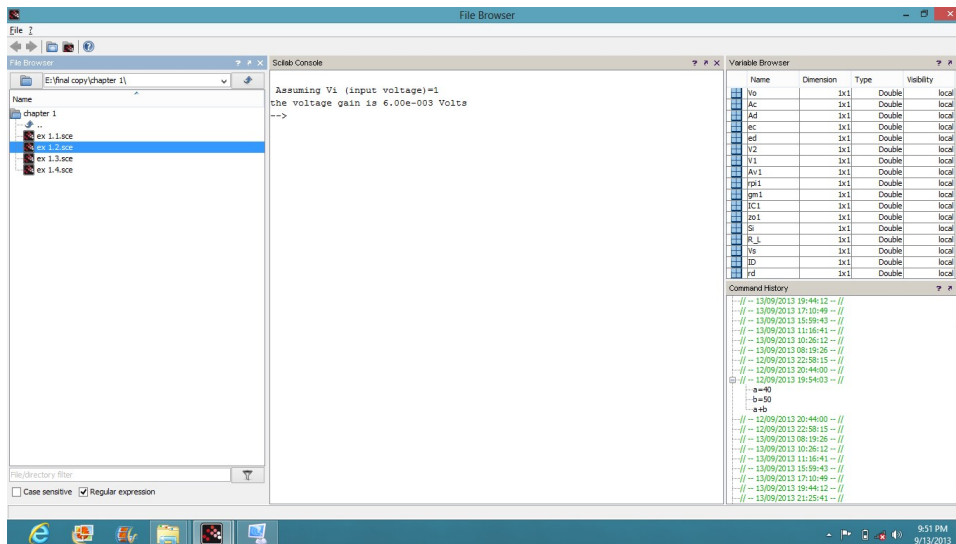 File Browser
File ?
File Browser ? X
E:\final copy\chapter 1\
Name
chapter 1
..
ex 1.1.sce
ex 1.2.sce
ex 1.3.sce
ex 1.4.sce
File/directory filter
Case sensitive Regular expression
Scilab Console ? X
Assuming Vi (input voltage)=1
the voltage gain is 6.00e-003 Volts
-->
Variable Browser ?
Name Dimension Type Visibility
Vo 1x1 Double local
Ac 1x1 Double local
Ad 1x1 Double local
ec 1x1 Double local
ed 1x1 Double local
V2 1x1 Double local
V1 1x1 Double local
Av1 1x1 Double local
rpi1 1x1 Double local
gm1 1x1 Double local
IC1 1x1 Double local
zo1 1x1 Double local
Si 1x1 Double local
R_L 1x1 Double local
Vs 1x1 Double local
ID 1x1 Double local
rd 1x1 Double local
Command History ?
// -- 13/09/2013 19:44:12 -- //
// -- 13/09/2013 17:10:49 -- //
// -- 13/09/2013 15:59:43 -- //
// -- 13/09/2013 11:16:41 -- //
// -- 13/09/2013 10:26:12 -- //
// -- 13/09/2013 08:19:26 -- //
// -- 12/09/2013 22:58:15 -- //
// -- 12/09/2013 20:44:00 -- //
// -- 12/09/2013 19:54:03 -- //
a=40
b=50
a+b
// -- 12/09/2013 20:44:00 -- //
// -- 12/09/2013 22:58:15 -- //
// -- 13/09/2013 08:19:26 -- //
// -- 13/09/2013 10:26:12 -- //
// -- 13/09/2013 11:16:41 -- //
// -- 13/09/2013 15:59:43 -- //
// -- 13/09/2013 17:10:49 -- //
// -- 13/09/2013 19:44:12 -- //
// -- 13/09/2013 21:25:41 -- //
9:51 PM
9/13/2013